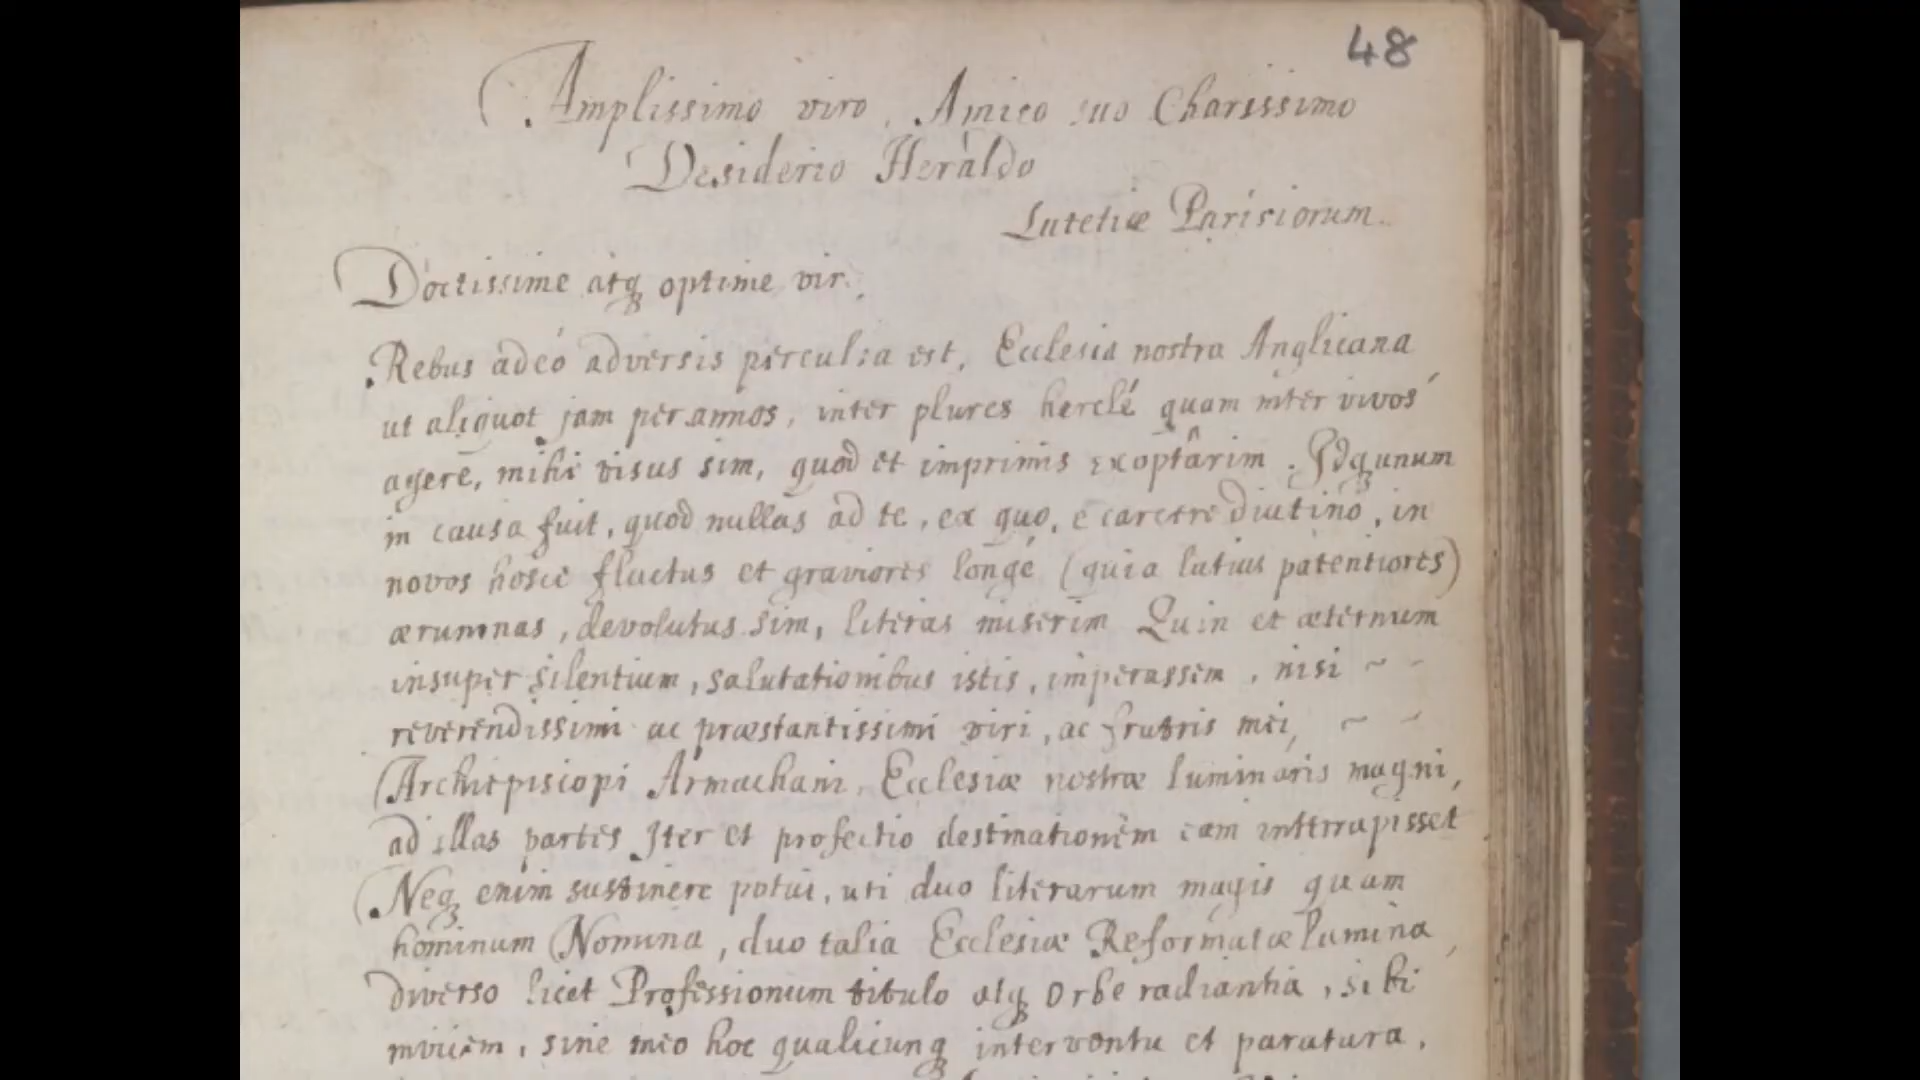 48
Amplissimo viro, Amico suo Charissimo
Desiderio Heraldo
Lutetiæ Parisiorum.
Doctissime atq optime vir.
Rebus adeó adversis perculsa est, Ecclesia nostra Anglicana
ut aliquot jam per annos, inter plures herclé quam inter vivos
agere, mihi visus sim, quod et imprimis exoptârim. Idq unum
in causa fuit, quod nullas ad te, ex quo, e carcere diutino, in
novos hosce fluctus et graviores longé (quia latius patentiores)
ærumnas, devolutus sim, literas miserim Quin et æternum
insuper silentium, salutationibus istis, imperassem, nisi ~ -
reverendissimi ac præstantissimi viri, ac fratris mei, ~ -
Archiepiscopi Armachani, Ecclesiæ nostræ luminaris magni,
ad illas partes Iter et profectio destinationem eam interrupisset
Neq enim sustinere potui, uti duo literarum magis quam
hominum Nomina, duo talia Ecclesiæ Reformatæ lumina,
diverso licet Professionum titulo atq Orbe radiantia, sibi
invicem, sine meo hoc qualicunq interventu et paratura,